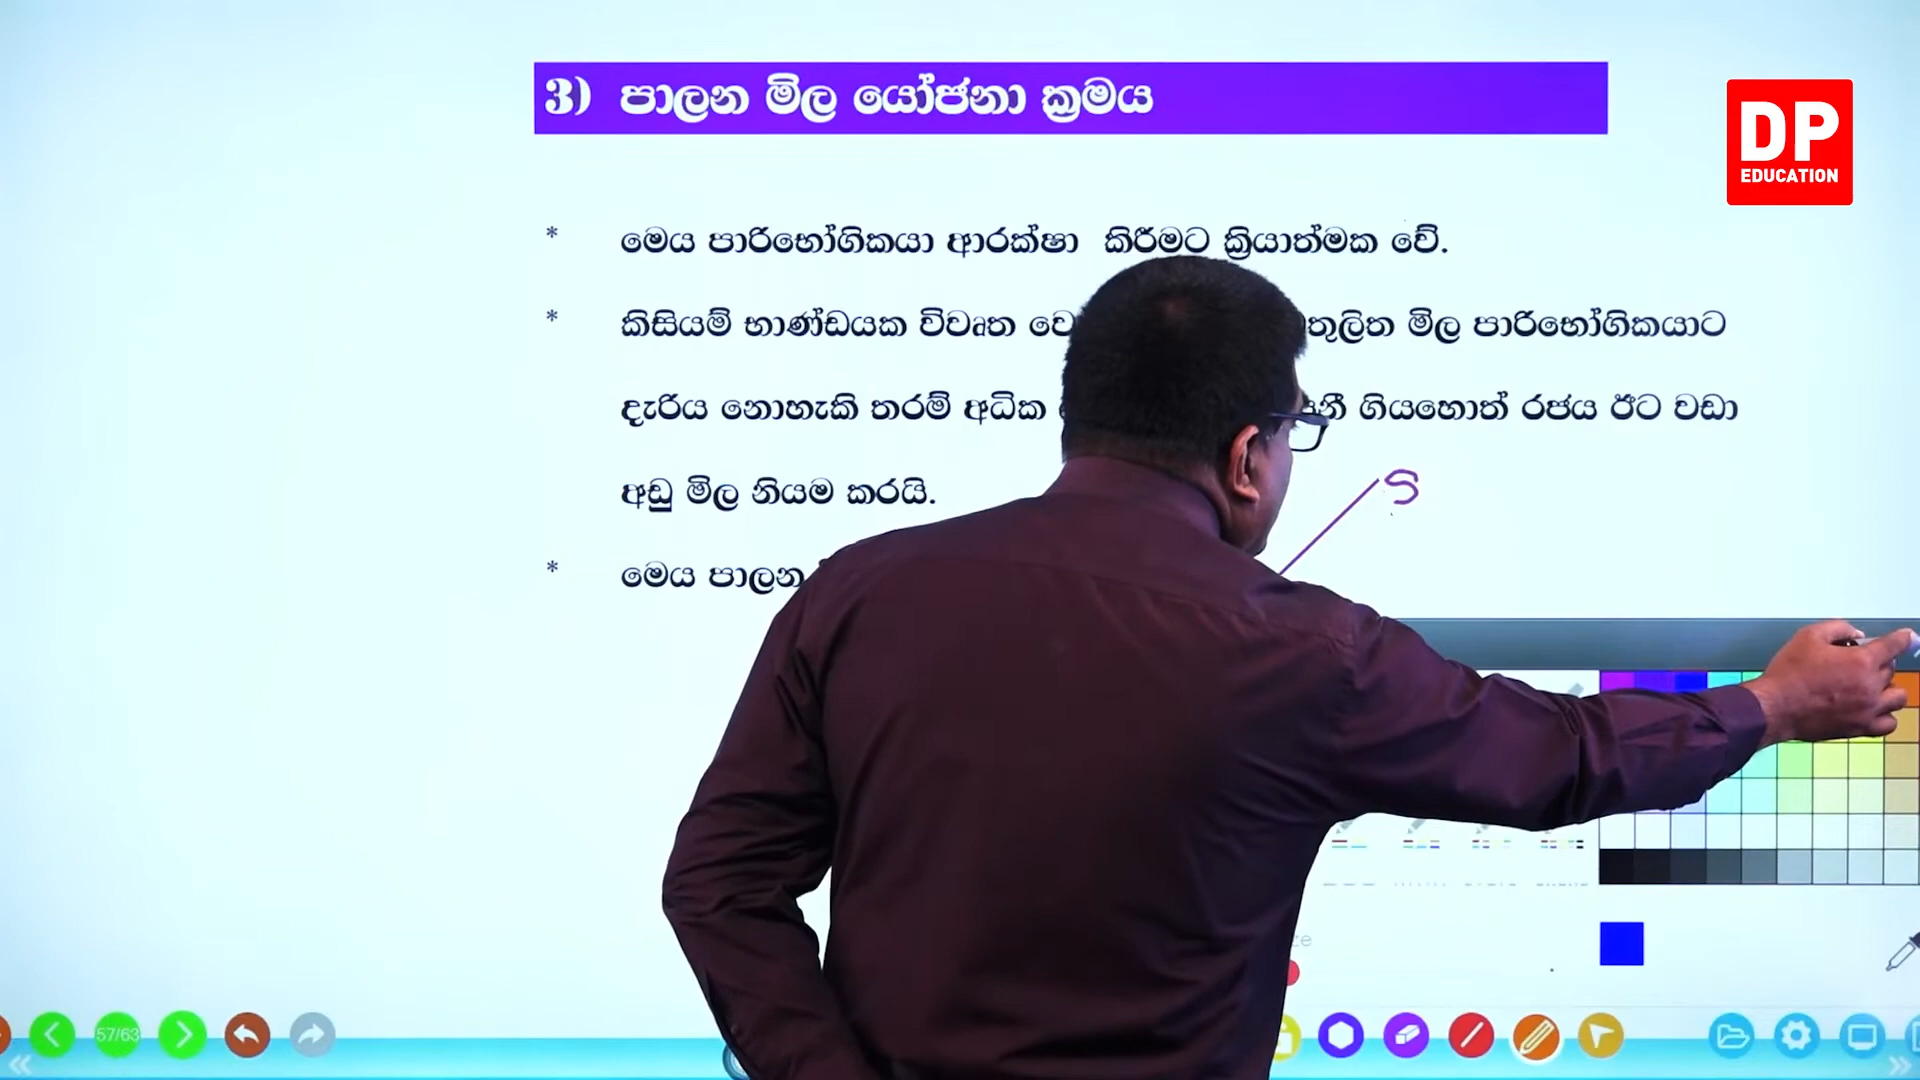 3) පාලන මිල යෝජනා ක්‍රමය
DP
EDUCATION
* මෙය පාරිභෝගිකයා ආරක්ෂා කිරීමට ක්‍රියාත්මක වේ.
* කිසියම් භාණ්ඩයක විවෘත මිල පාරිභෝගිකයාට
දැරිය නොහැකි තරම් අධික ගියහොත් රජය ඊට වඩා
අඩු මිල නියම කරයි.
S
* මෙය පාලන
57/63